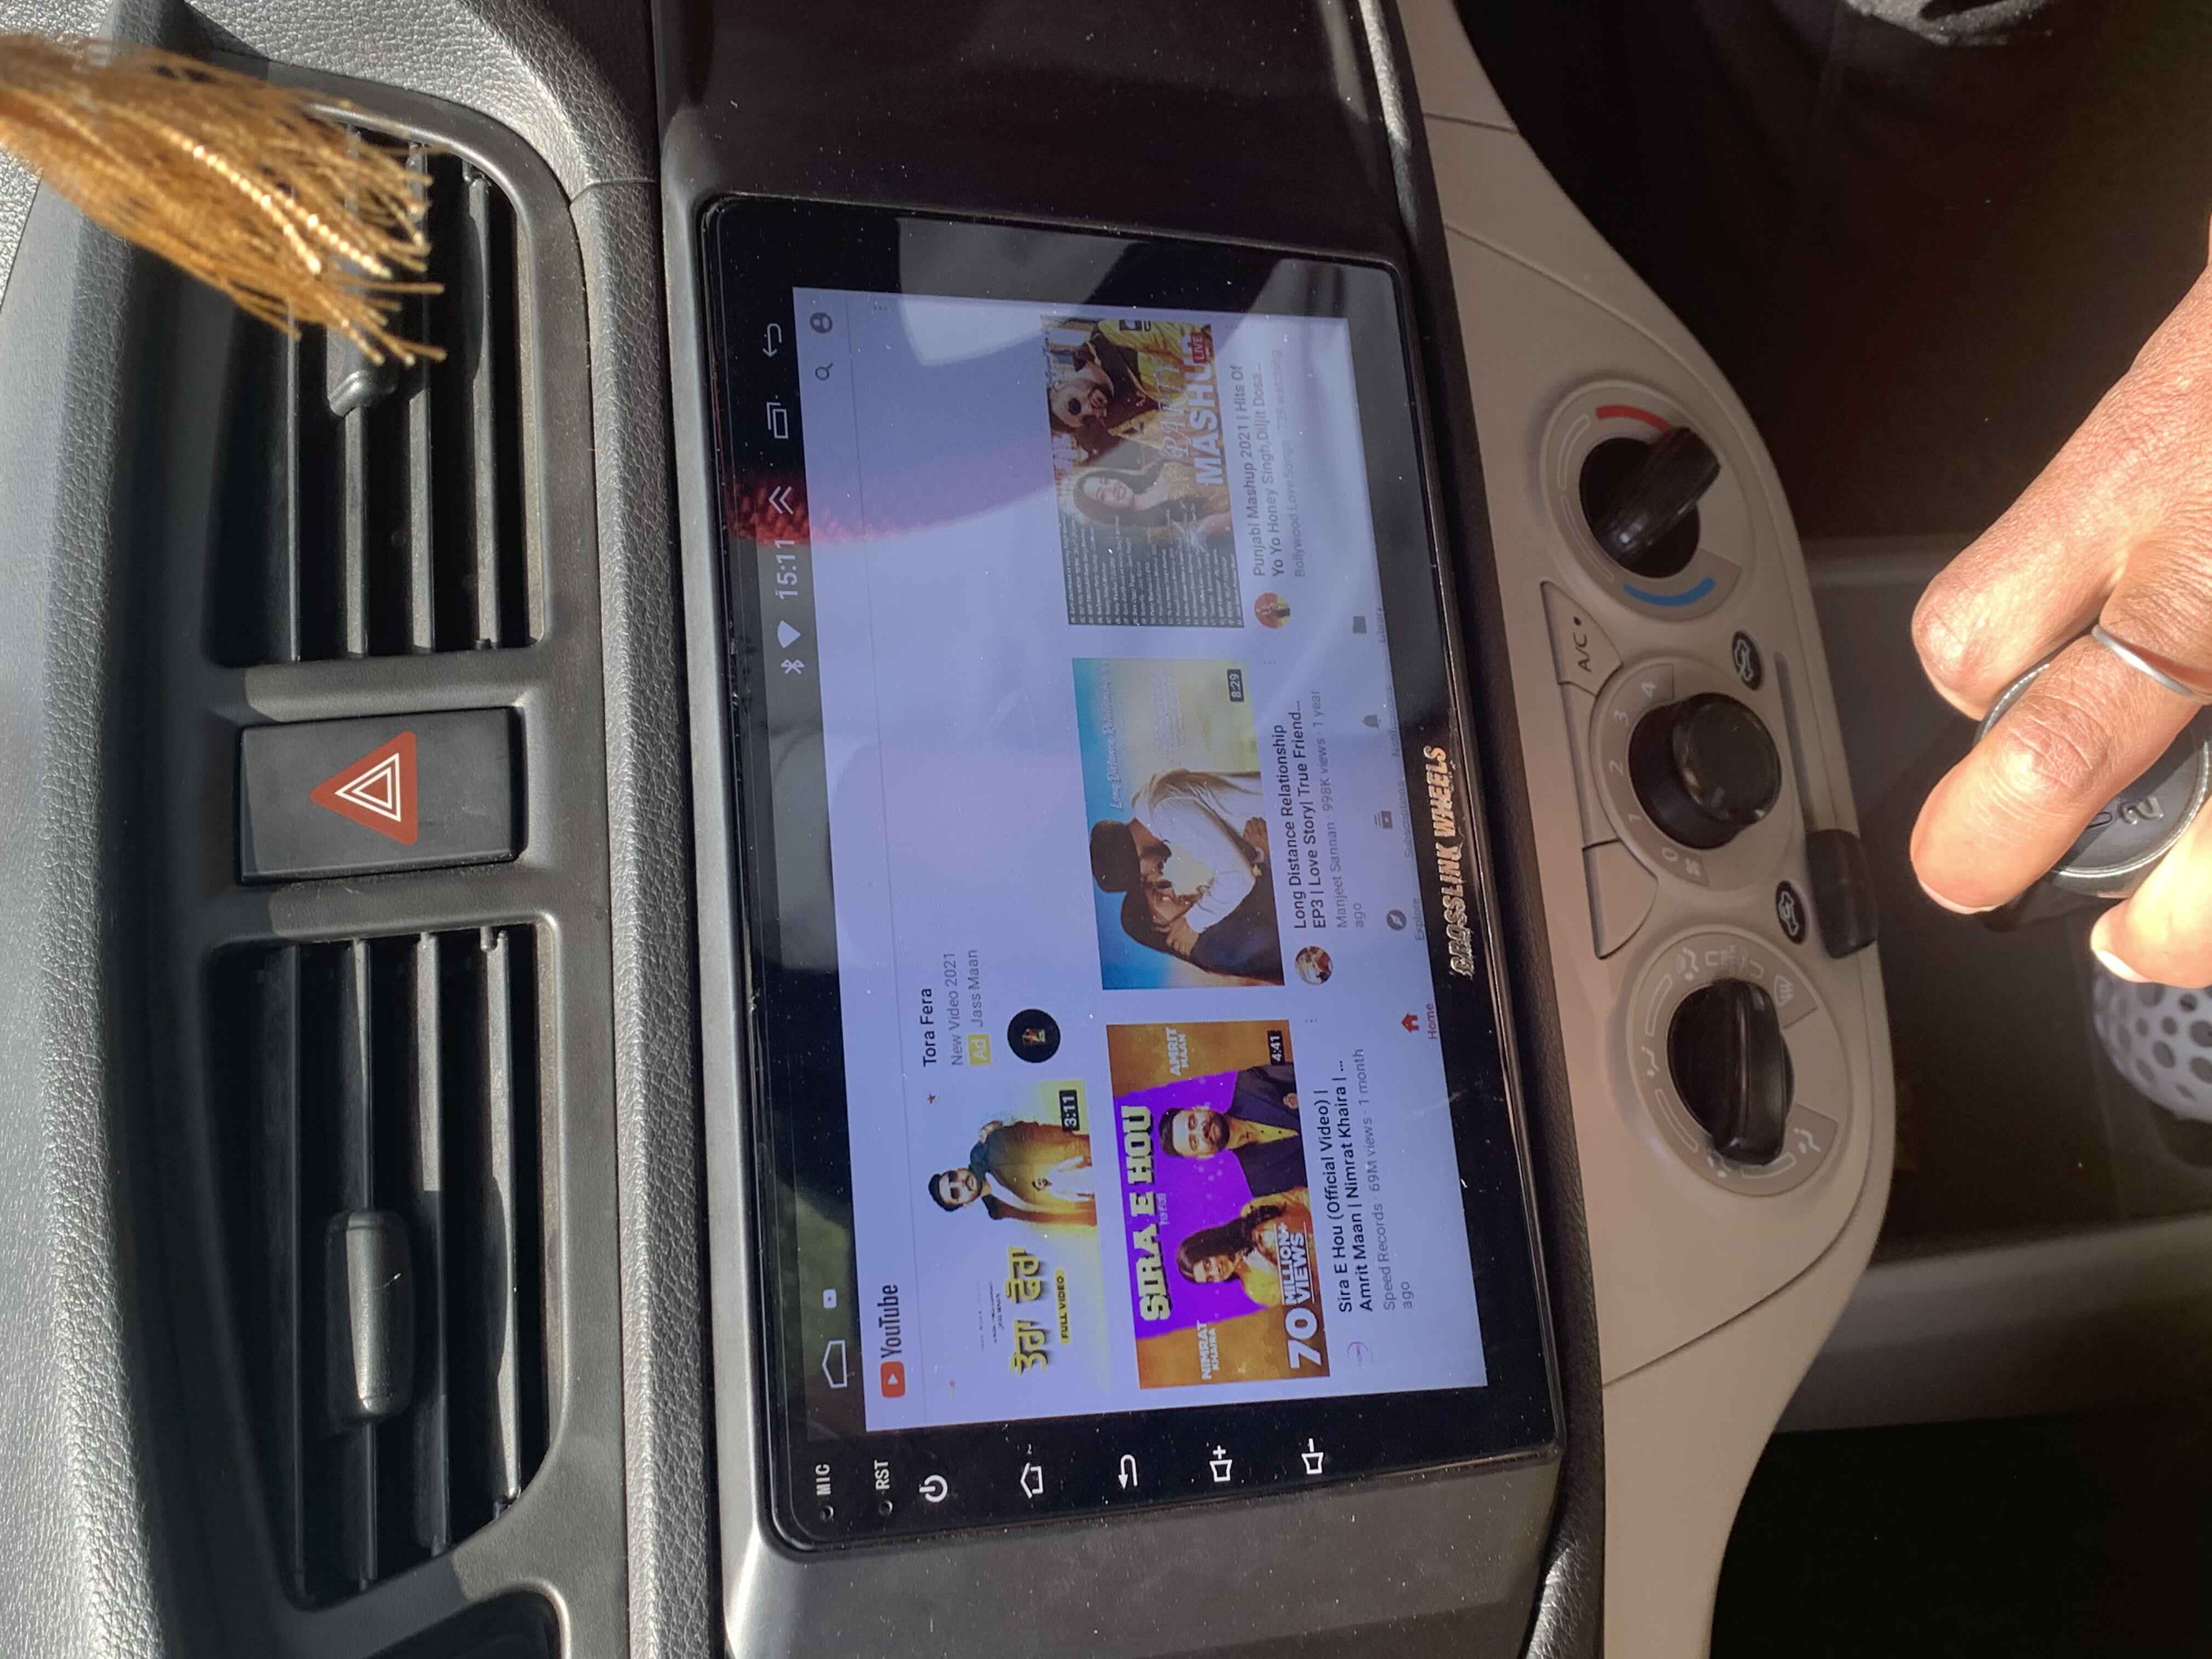 MIC
RST
15:11
YouTube
ਤੋਰਾ ਫੇਰਾ
FULL VIDEO
3:11
Tora Fera
New Video 2021
Ad Jass Maan
SIRA E HOU
NIMRAT
KHAIRA
AMRIT
MAAN
70 MILLION+
VIEWS
4:41
Sira E Hou (Official Video) |
Amrit Maan | Nimrat Khaira | ...
Speed Records · 69M views · 1 month
ago
Long Distance Relationship
8:29
Long Distance Relationship
EP3 | Love Story| True Friend...
Manjeet Sannan · 998K views · 1 year
ago
PARTY
MASHUP
LIVE
Punjabi Mashup 2021 | Hits Of
Yo Yo Honey Singh,Diljit Dosa...
Bollywood Love Songs · 228 watching
Home
Explore
Subscriptions
Notifications
Library
CROSSLINK WHEELS
A/C
0 1 2 3 4
2